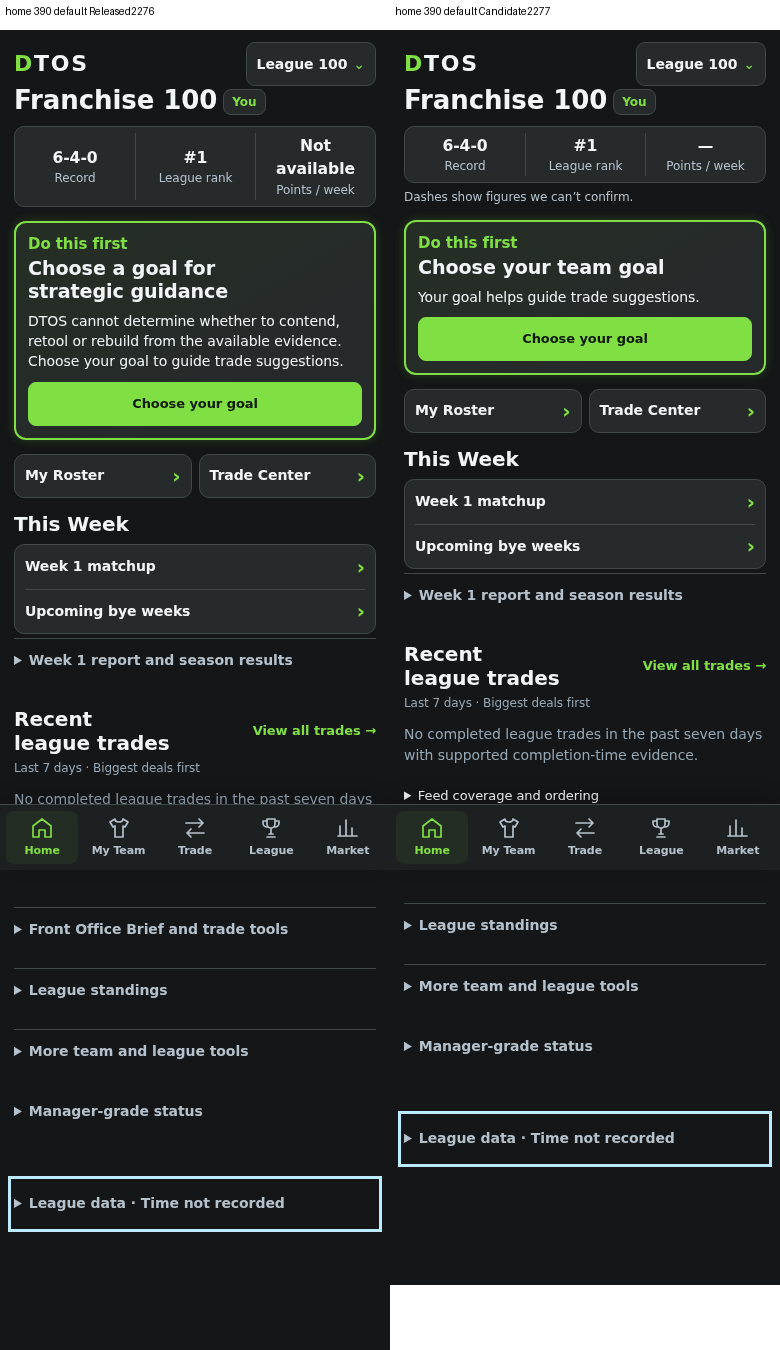 home 390 default Released2276
DTOS
League 100
Franchise 100 You
6-4-0
Record
#1
League rank
Not
available
Points / week
Do this first
Choose a goal for
strategic guidance
DTOS cannot determine whether to contend,
retool or rebuild from the available evidence.
Choose your goal to guide trade suggestions.
Choose your goal
My Roster ›
Trade Center ›
This Week
Week 1 matchup ›
Upcoming bye weeks ›
Week 1 report and season results
Recent
league trades
View all trades →
Last 7 days · Biggest deals first
No completed league trades in the past seven days
Home
My Team
Trade
League
Market
Front Office Brief and trade tools
League standings
More team and league tools
Manager-grade status
League data · Time not recorded
home 390 default Candidate2277
DTOS
League 100
Franchise 100 You
6-4-0
Record
#1
League rank
—
Points / week
Dashes show figures we can’t confirm.
Do this first
Choose your team goal
Your goal helps guide trade suggestions.
Choose your goal
My Roster ›
Trade Center ›
This Week
Week 1 matchup ›
Upcoming bye weeks ›
Week 1 report and season results
Recent
league trades
View all trades →
Last 7 days · Biggest deals first
No completed league trades in the past seven days
with supported completion-time evidence.
Feed coverage and ordering
Home
My Team
Trade
League
Market
League standings
More team and league tools
Manager-grade status
League data · Time not recorded